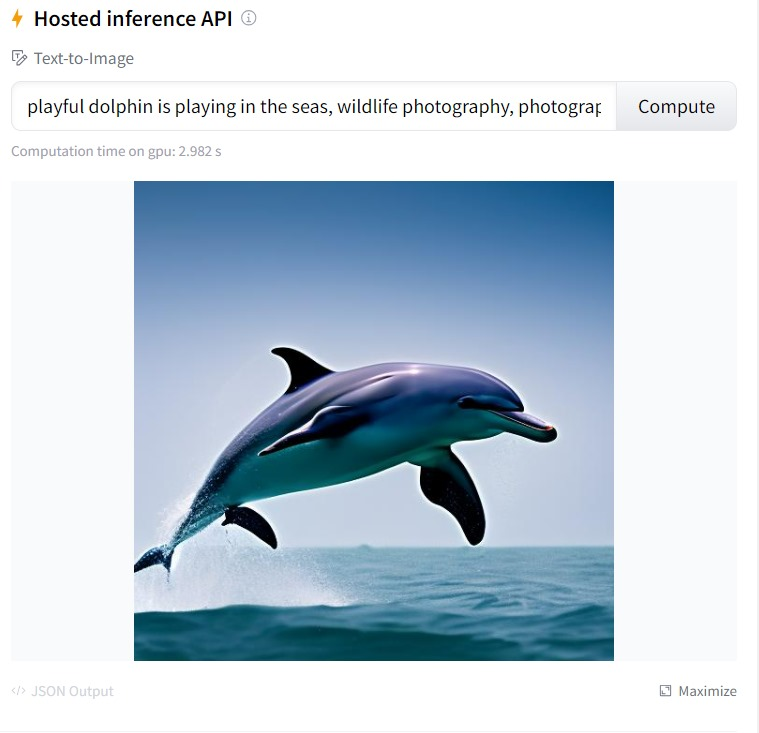 Hosted inference API
Text-to-Image
playful dolphin is playing in the seas, wildlife photography, photograp
Compute
Computation time on gpu: 2.982 s
JSON Output
Maximize